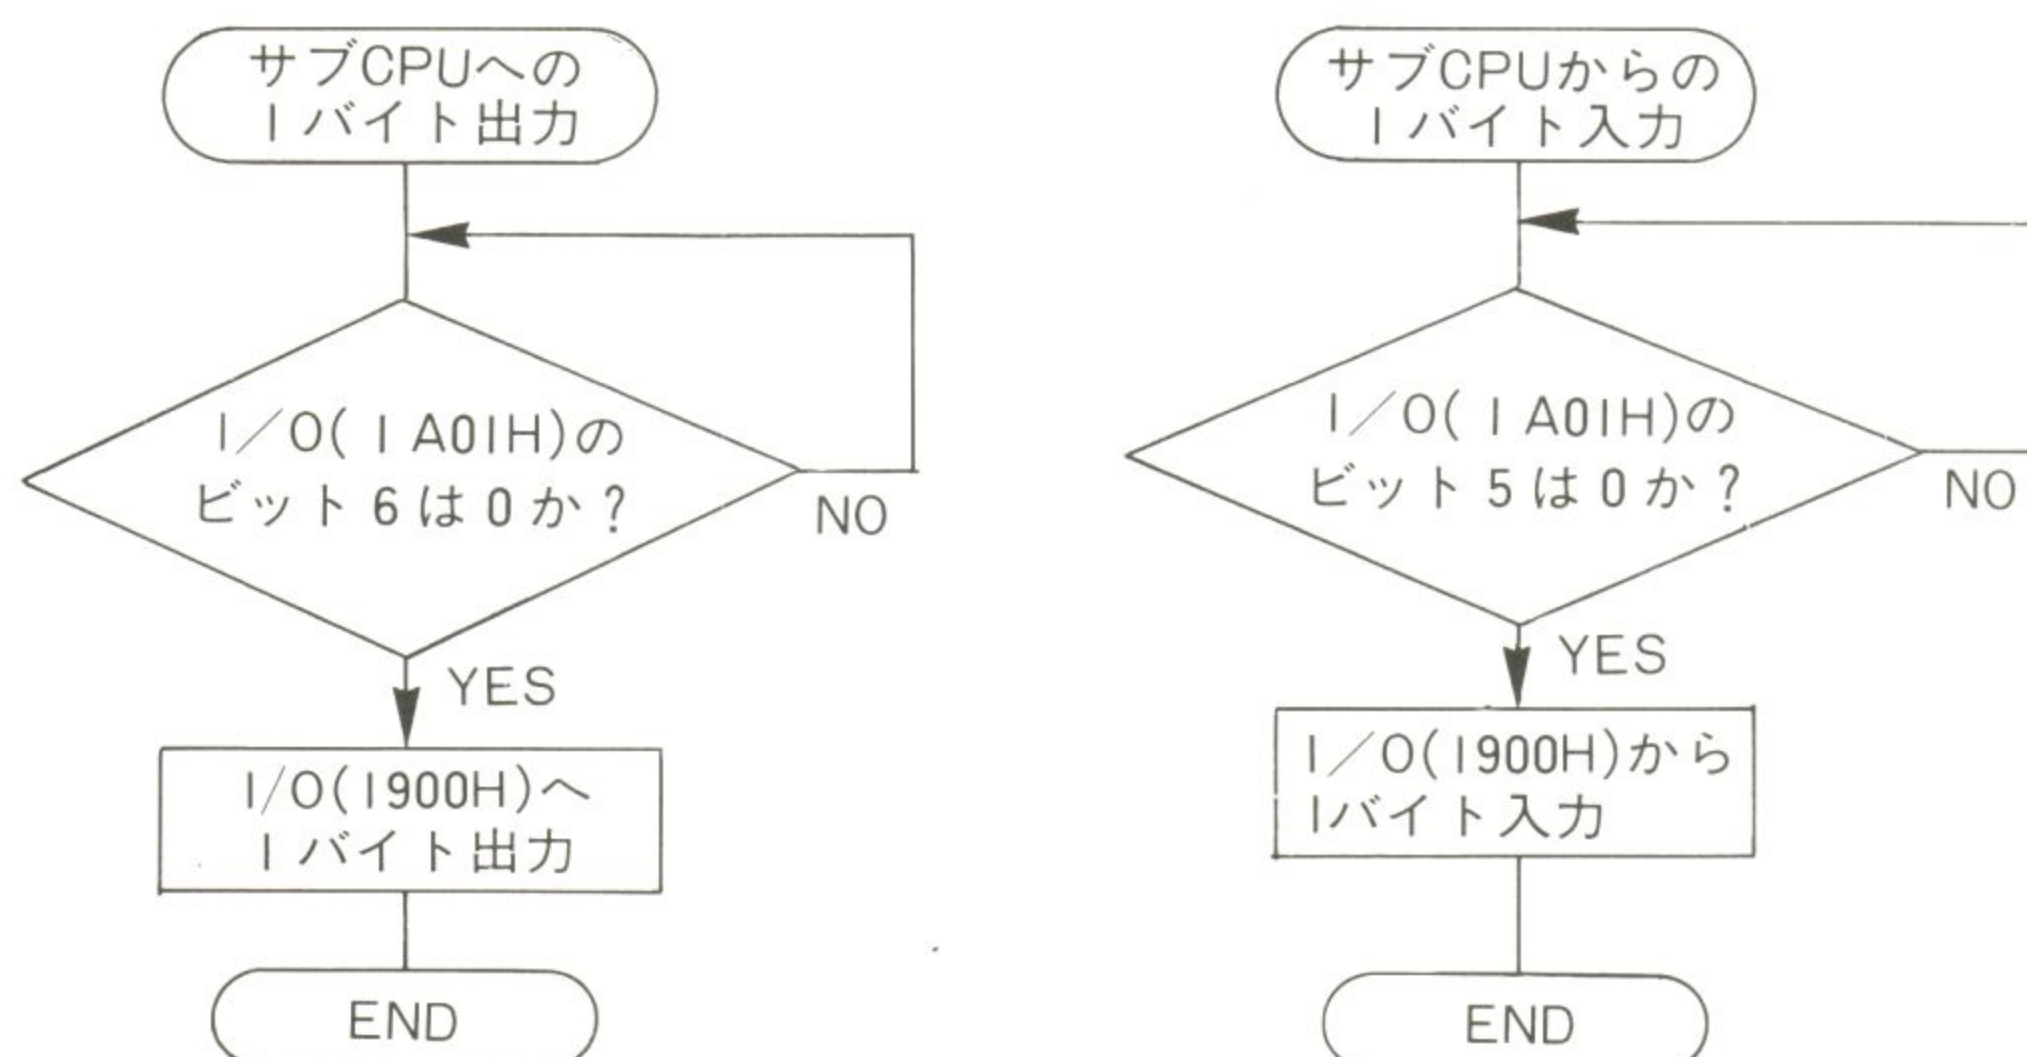 サブCPUへの
1バイト出力
I/O(1A01H)の
ビット6は0か?
NO
YES
I/O(1900H)へ
1バイト出力
END
サブCPUからの
1バイト入力
I/O(1A01H)の
ビット5は0か?
NO
YES
I/O(1900H)から
1バイト入力
END